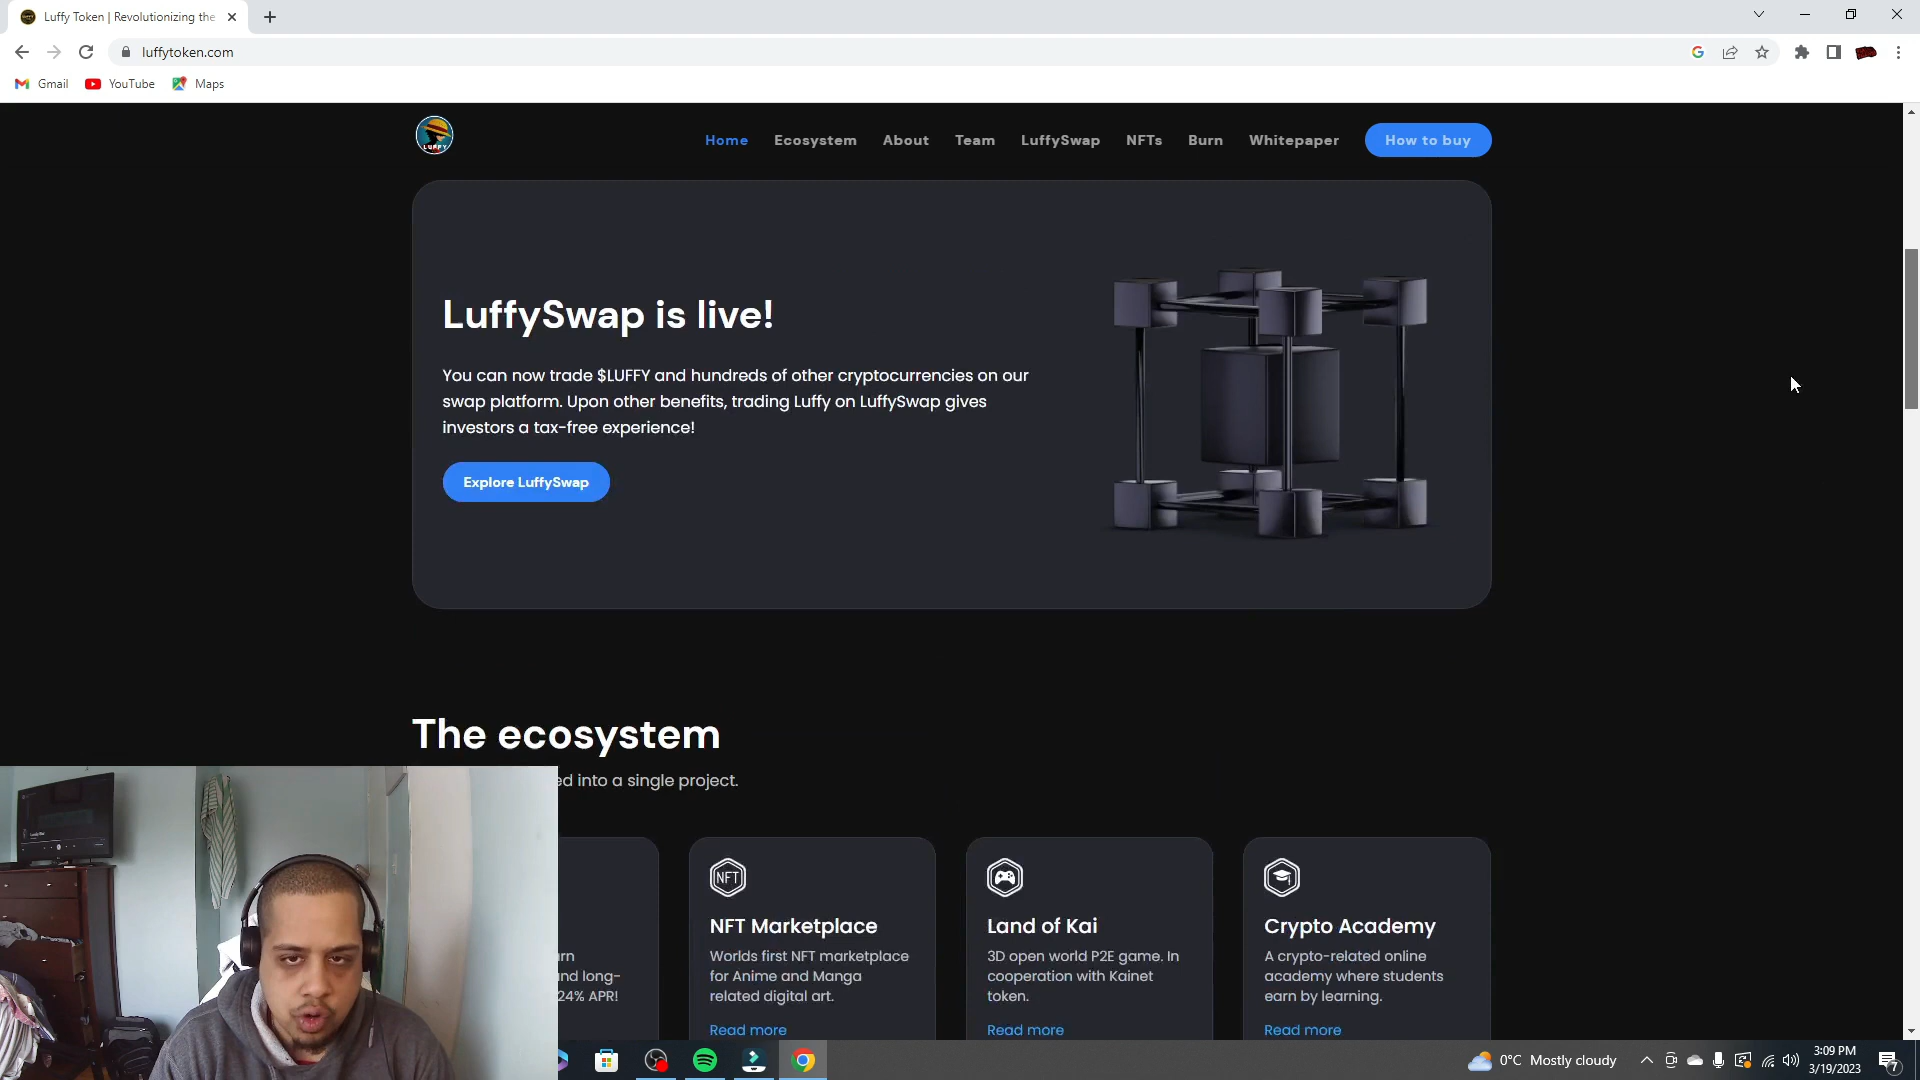 Luffy Token | Revolutionizing the
luffytoken.com
Gmail YouTube Maps
LUFFY
Home Ecosystem About Team LuffySwap NFTs Burn Whitepaper How to buy
LuffySwap is live!
You can now trade $LUFFY and hundreds of other cryptocurrencies on our
swap platform. Upon other benefits, trading Luffy on LuffySwap gives
investors a tax-free experience!
Explore LuffySwap
The ecosystem
into a single project.
24% APR!
NFT
NFT Marketplace
Worlds first NFT marketplace
for Anime and Manga
related digital art.
Read more
Land of Kai
3D open world P2E game. In
cooperation with Kainet
token.
Read more
Crypto Academy
A crypto-related online
academy where students
earn by learning.
Read more
0°C Mostly cloudy
3:09 PM
3/19/2023
7